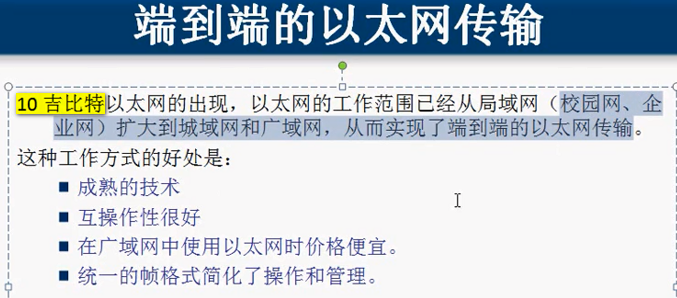 端到端的以太网传输
10 吉比特以太网的出现，以太网的工作范围已经从局域网（校园网、企
业网）扩大到城域网和广域网，从而实现了端到端的以太网传输。
这种工作方式的好处是：
成熟的技术
互操作性很好
在广域网中使用以太网时价格便宜。
统一的帧格式简化了操作和管理。